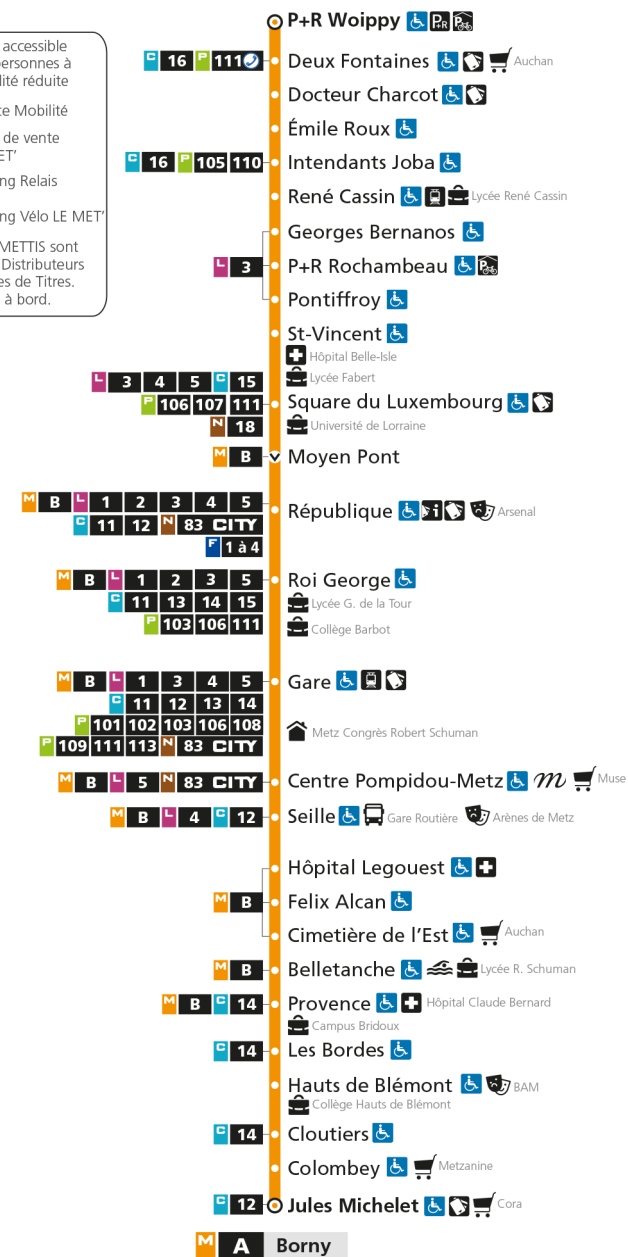 P+R Woippy P+R P
accessible
personnes à
lité réduite
te Mobilité
de vente
ET'
ng Relais
ng Vélo LE MET'
METTIS sont
Distributeurs
es de Titres.
à bord.
C 16 P 111 Deux Fontaines Auchan
Docteur Charcot
Émile Roux
C 16 P 105 110 Intendants Joba
René Cassin Lycée René Cassin
Georges Bernanos
L 3 P+R Rochambeau P
Pontiffroy
St-Vincent
Hôpital Belle-Isle
Lycée Fabert
L 3 4 5 C 15
P 106 107 111 Square du Luxembourg
N 18 Université de Lorraine
M B Moyen Pont
M B L 1 2 3 4 5
République i Arsenal
C 11 12 N 83 CITY
F 1 à 4
M B L 1 2 3 5 Roi George
C 11 13 14 15 Lycée G. de la Tour
P 103 106 111 Collège Barbot
M B L 1 3 4 5 Gare
C 11 12 13 14
P 101 102 103 106 108 Metz Congrès Robert Schuman
P 109 111 113 N 83 CITY
M B L 5 N 83 CITY Centre Pompidou-Metz m Muse
M B L 4 C 12 Seille Gare Routière Arènes de Metz
Hôpital Legouest
M B Felix Alcan
Cimetière de l'Est Auchan
M B Belletanche Lycée R. Schuman
M B C 14 Provence Hôpital Claude Bernard
Campus Bridoux
C 14 Les Bordes
Hauts de Blémont BAM
Collège Hauts de Blémont
C 14 Cloutiers
Colombey Metzanine
C 12 Jules Michelet Cora
M A Borny